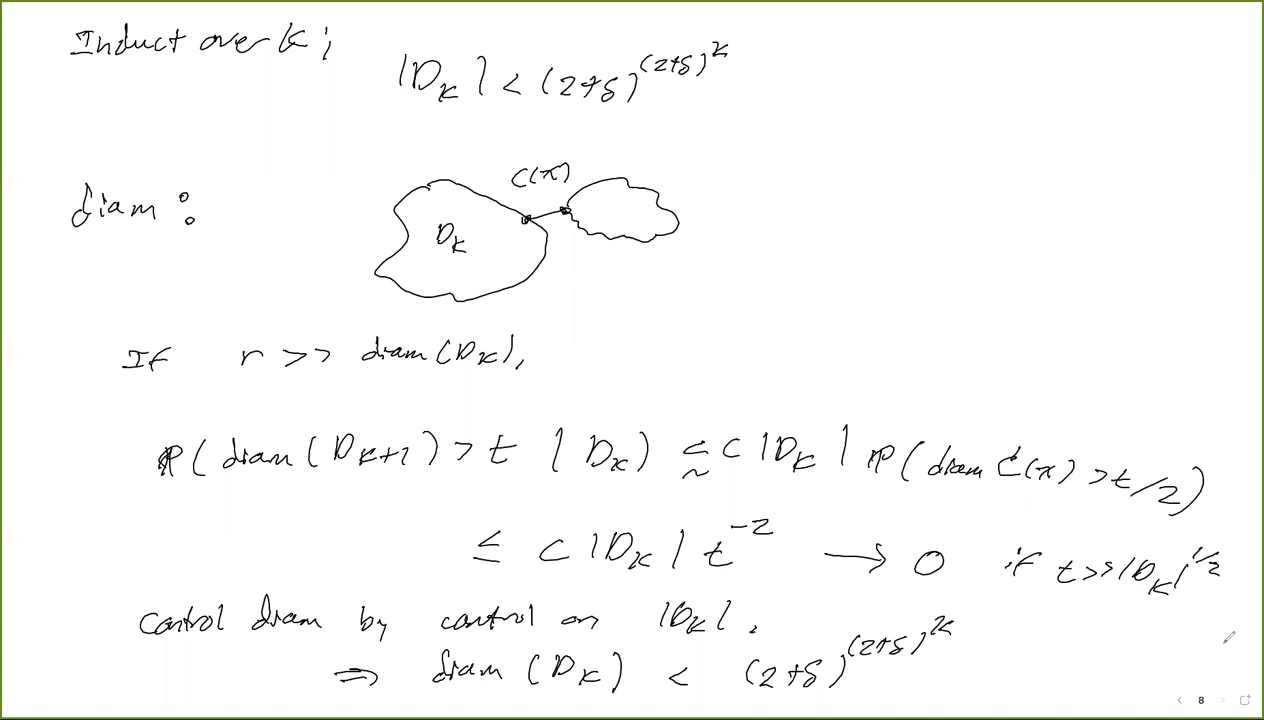 Induct over K;
|D_K| < (2+δ)^{(2+δ)^K}
C(x)
diam:
D_K
If r >> diam(D_K),
P(diam(D_{K+1}) > t | D_K) ≲ C |D_K| P(diam C(x) > t/2)
≤ C |D_K| t^{-2} → 0 if t >> |D_K|^{1/2}
Control diam by control on |D_K|.
⇒ diam(D_K) < (2+δ)^{(2+δ)^K}
8